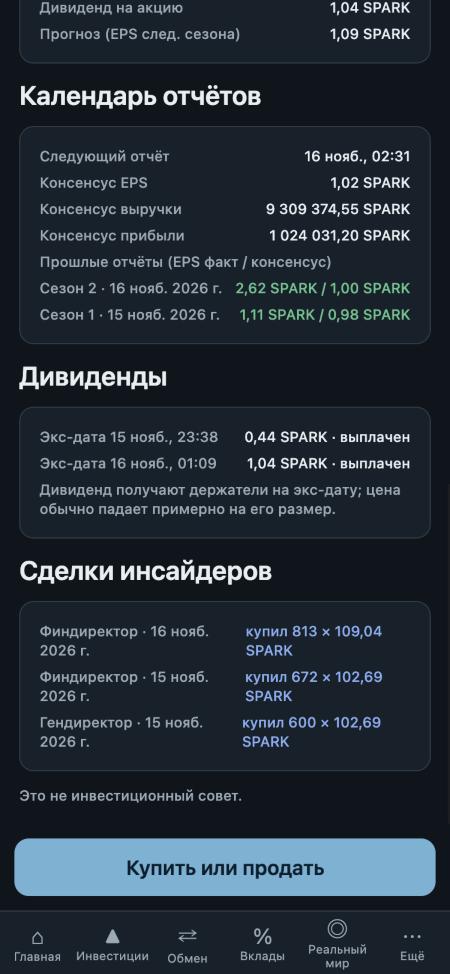 Дивиденд на акцию 1,04 SPARK
Прогноз (EPS след. сезона) 1,09 SPARK
Календарь отчётов
Следующий отчёт 16 нояб., 02:31
Консенсус EPS 1,02 SPARK
Консенсус выручки 9 309 374,55 SPARK
Консенсус прибыли 1 024 031,20 SPARK
Прошлые отчёты (EPS факт / консенсус)
Сезон 2 · 16 нояб. 2026 г. 2,62 SPARK / 1,00 SPARK
Сезон 1 · 15 нояб. 2026 г. 1,11 SPARK / 0,98 SPARK
Дивиденды
Экс-дата 15 нояб., 23:38 0,44 SPARK · выплачен
Экс-дата 16 нояб., 01:09 1,04 SPARK · выплачен
Дивиденд получают держатели на экс-дату; цена
обычно падает примерно на его размер.
Сделки инсайдеров
Финдиректор · 16 нояб. купил 813 × 109,04
2026 г. SPARK
Финдиректор · 15 нояб. купил 672 × 102,69
2026 г. SPARK
Гендиректор · 15 нояб. купил 600 × 102,69
2026 г. SPARK
Это не инвестиционный совет.
Купить или продать
Главная Инвестиции Обмен Вклады Реальный мир Ещё